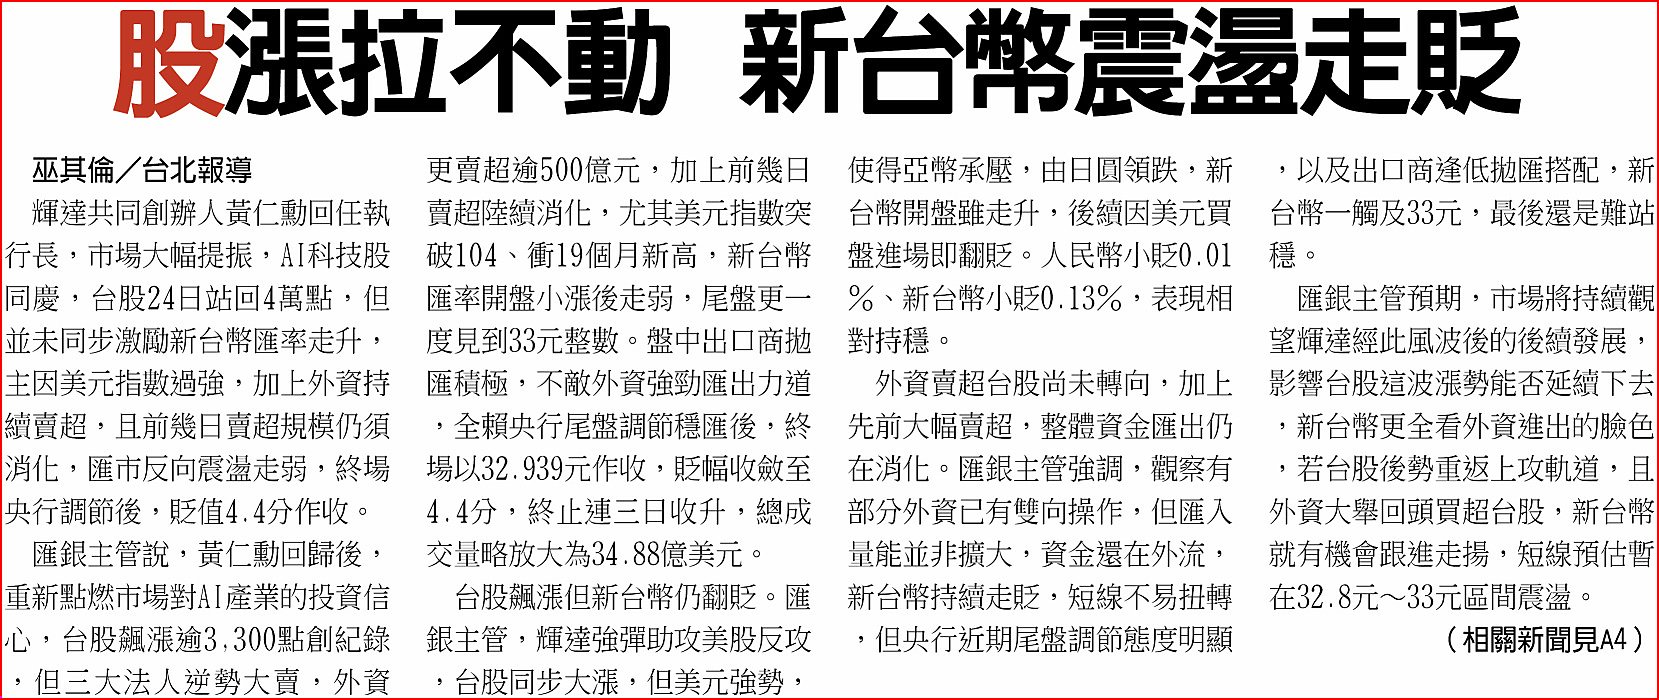 股漲拉不動 新台幣震盪走貶
巫其倫／台北報導
輝達共同創辦人黃仁勳回任執
行長，市場大幅提振，AI科技股
同慶，台股24日站回4萬點，但
並未同步激勵新台幣匯率走升，
主因美元指數過強，加上外資持
續賣超，且前幾日賣超規模仍須
消化，匯市反向震盪走弱，終場
央行調節後，貶值4.4分作收。
匯銀主管說，黃仁勳回歸後，
重新點燃市場對AI產業的投資信
心，台股飆漲逾3,300點創紀錄
，但三大法人逆勢大賣，外資
更賣超逾500億元，加上前幾日
賣超陸續消化，尤其美元指數突
破104、衝19個月新高，新台幣
匯率開盤小漲後走弱，尾盤更一
度見到33元整數。盤中出口商拋
匯積極，不敵外資強勁匯出力道
，全賴央行尾盤調節穩匯後，終
場以32.939元作收，貶幅收斂至
4.4分，終止連三日收升，總成
交量略放大為34.88億美元。
台股飆漲但新台幣仍翻貶。匯
銀主管，輝達強彈助攻美股反攻
，台股同步大漲，但美元強勢，
使得亞幣承壓，由日圓領跌，新
台幣開盤雖走升，後續因美元買
盤進場即翻貶。人民幣小貶0.01
％、新台幣小貶0.13％，表現相
對持穩。
外資賣超台股尚未轉向，加上
先前大幅賣超，整體資金匯出仍
在消化。匯銀主管強調，觀察有
部分外資已有雙向操作，但匯入
量能並非擴大，資金還在外流，
新台幣持續走貶，短線不易扭轉
，但央行近期尾盤調節態度明顯
，以及出口商逢低拋匯搭配，新
台幣一觸及33元，最後還是難站
穩。
匯銀主管預期，市場將持續觀
望輝達經此風波後的後續發展，
影響台股這波漲勢能否延續下去
，新台幣更全看外資進出的臉色
，若台股後勢重返上攻軌道，且
外資大舉回頭買超台股，新台幣
就有機會跟進走揚，短線預估暫
在32.8元～33元區間震盪。
（相關新聞見A4）